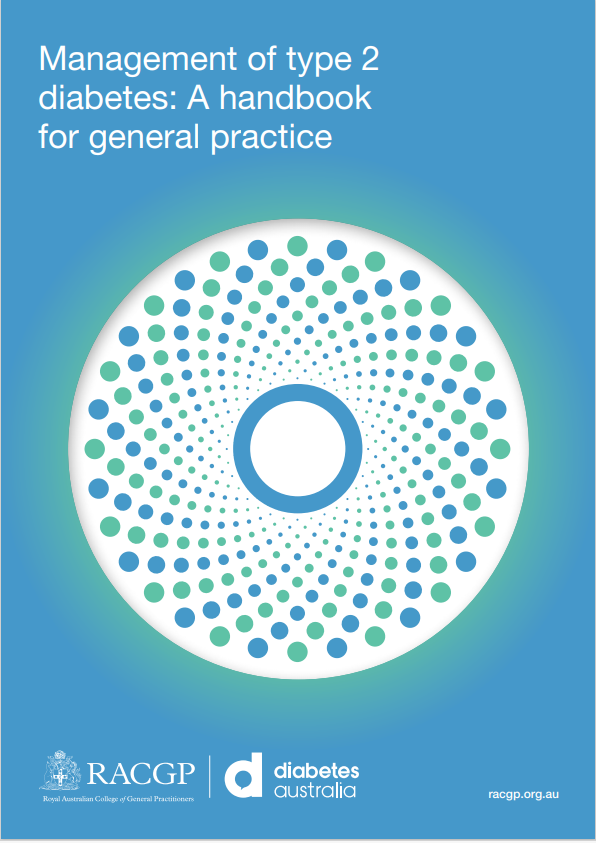 Management of type 2
diabetes: A handbook
for general practice
RACGP
Royal Australian College of General Practitioners
d
diabetes
australia
racgp.org.au